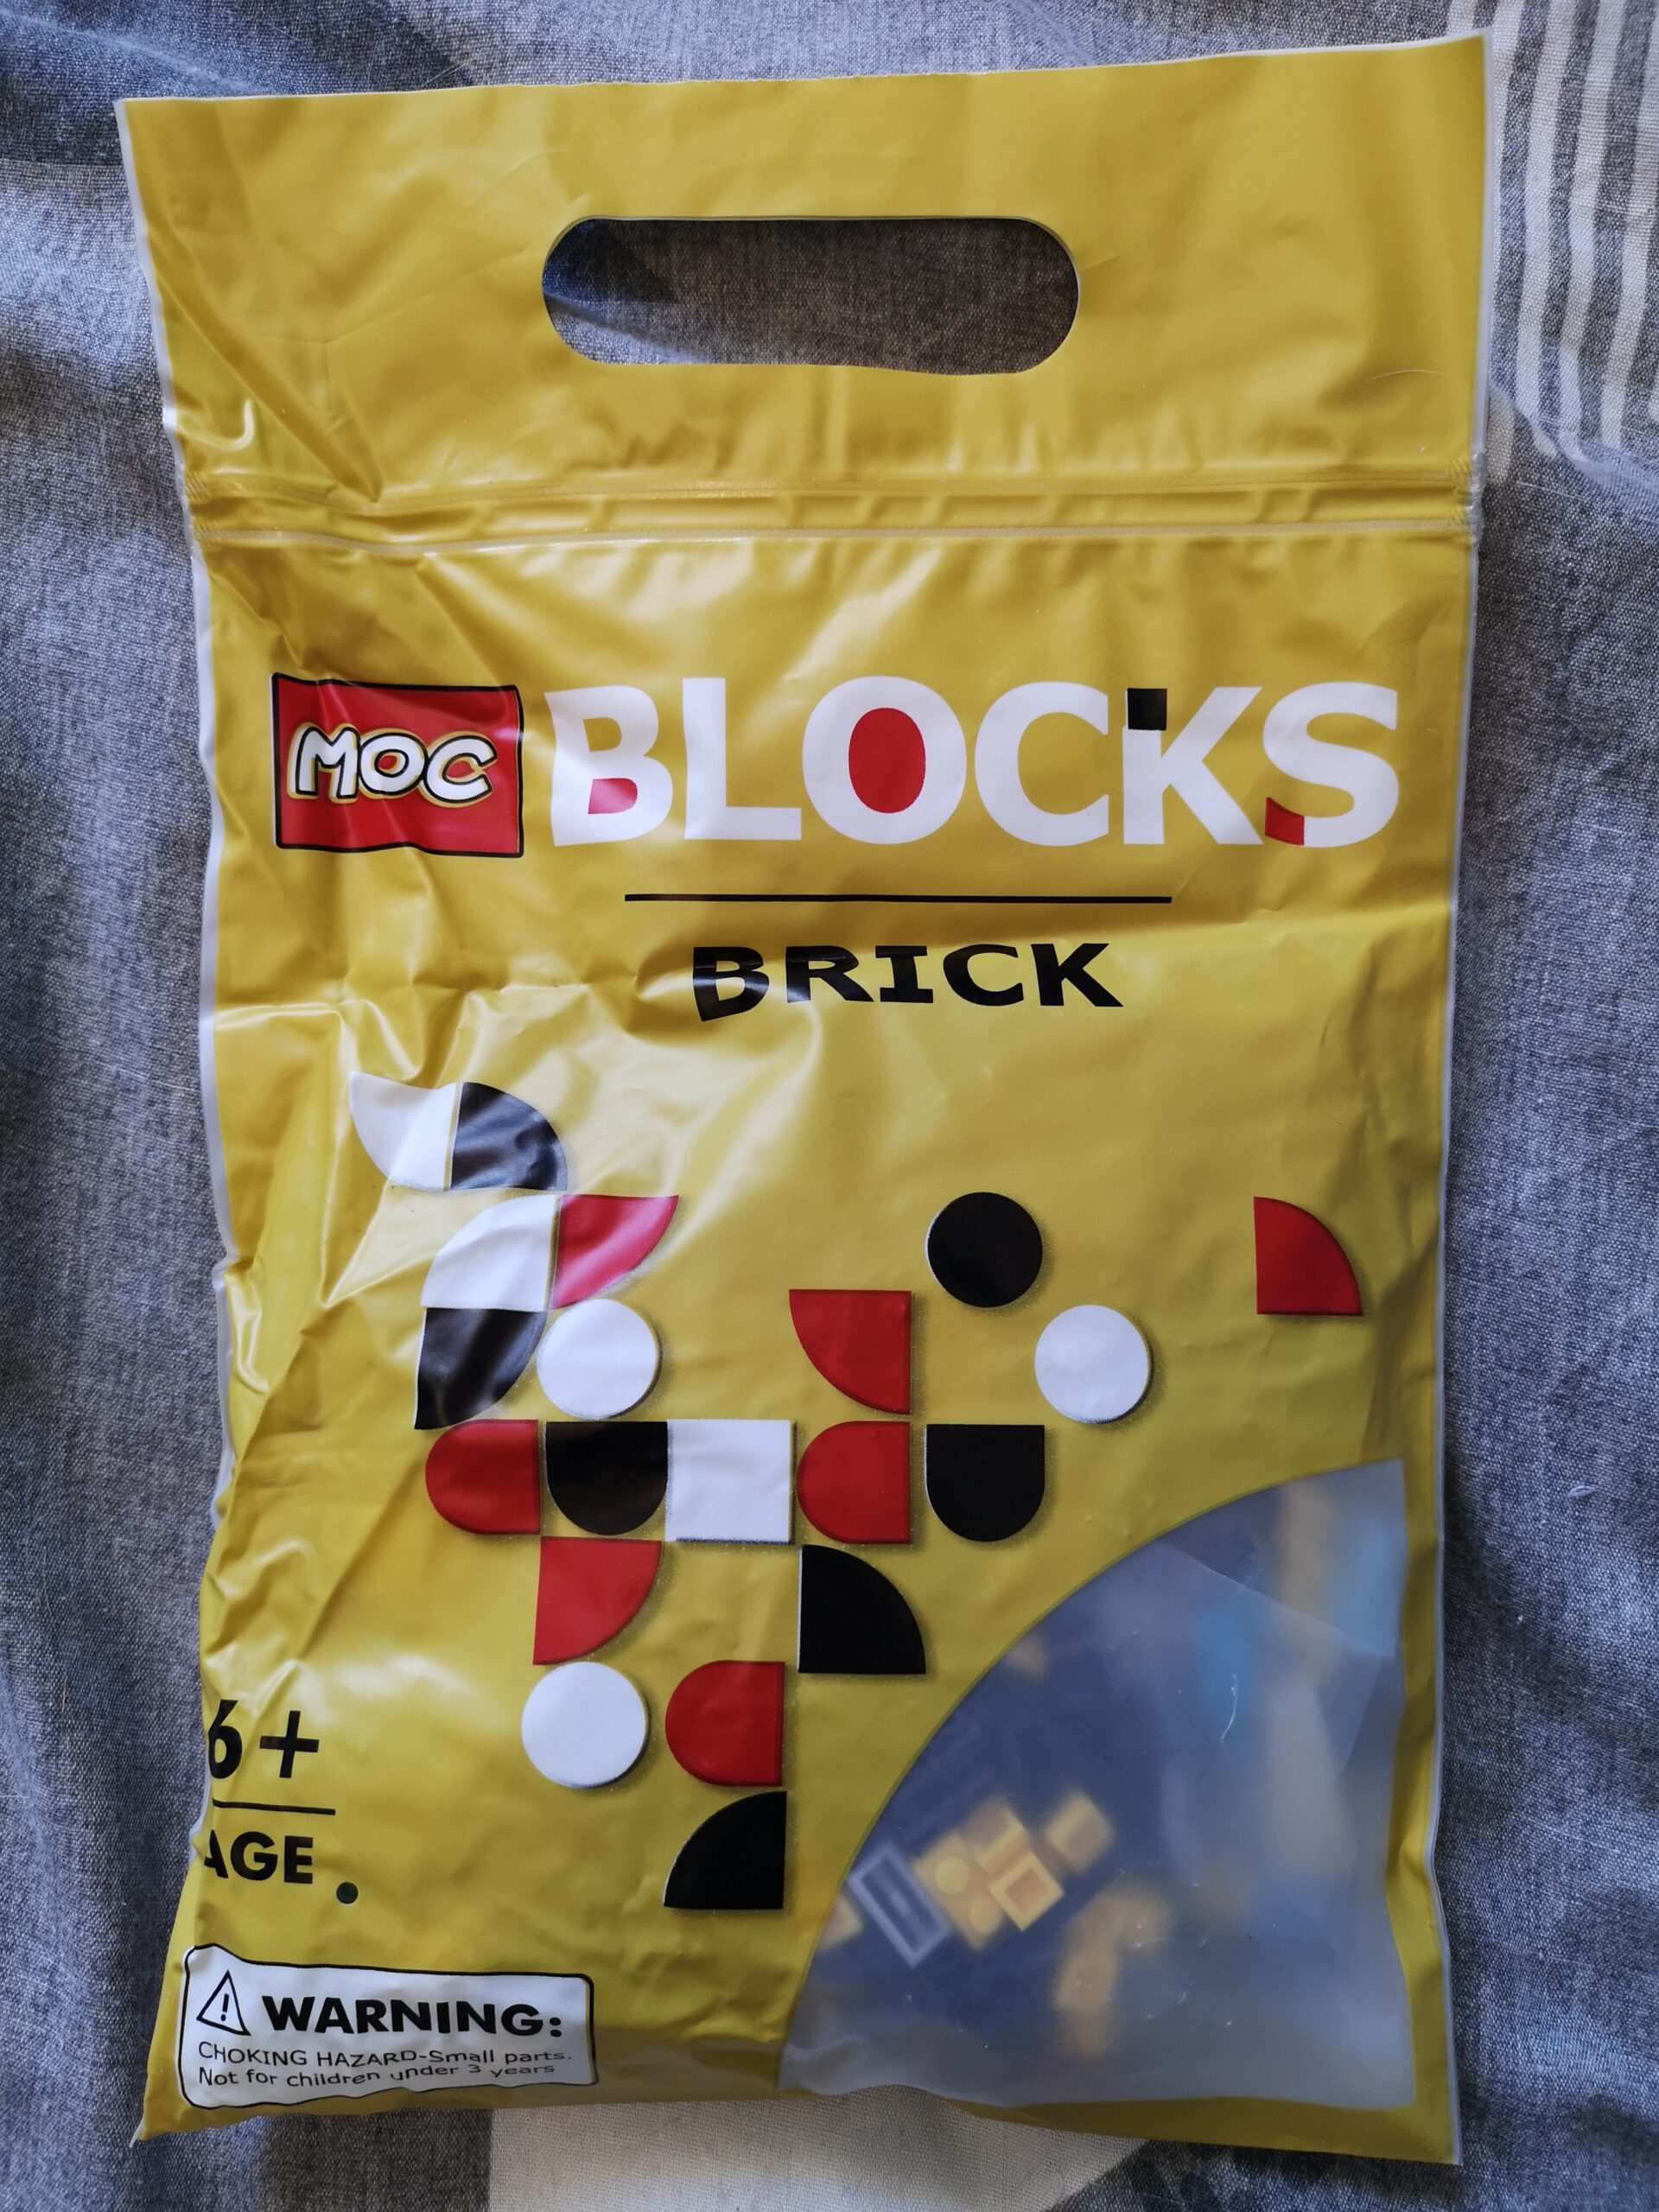 MOC BLOCKS
BRICK
6+
AGE
WARNING:
CHOKING HAZARD-Small parts.
Not for children under 3 years